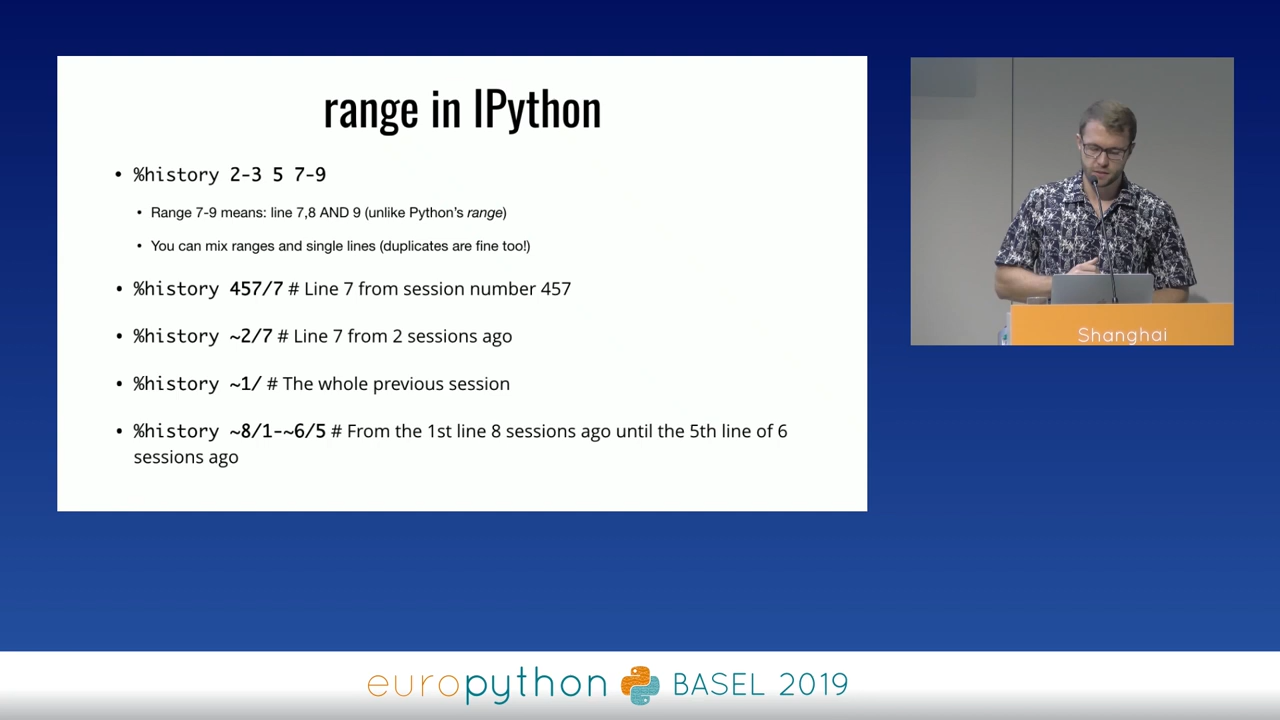 range in IPython
• %history 2-3 5 7-9
• Range 7-9 means: line 7,8 AND 9 (unlike Python's range)
• You can mix ranges and single lines (duplicates are fine too!)
• %history 457/7 # Line 7 from session number 457
• %history ~2/7 # Line 7 from 2 sessions ago
• %history ~1/ # The whole previous session
• %history ~8/1-~6/5 # From the 1st line 8 sessions ago until the 5th line of 6
sessions ago
Shanghai
europython BASEL 2019